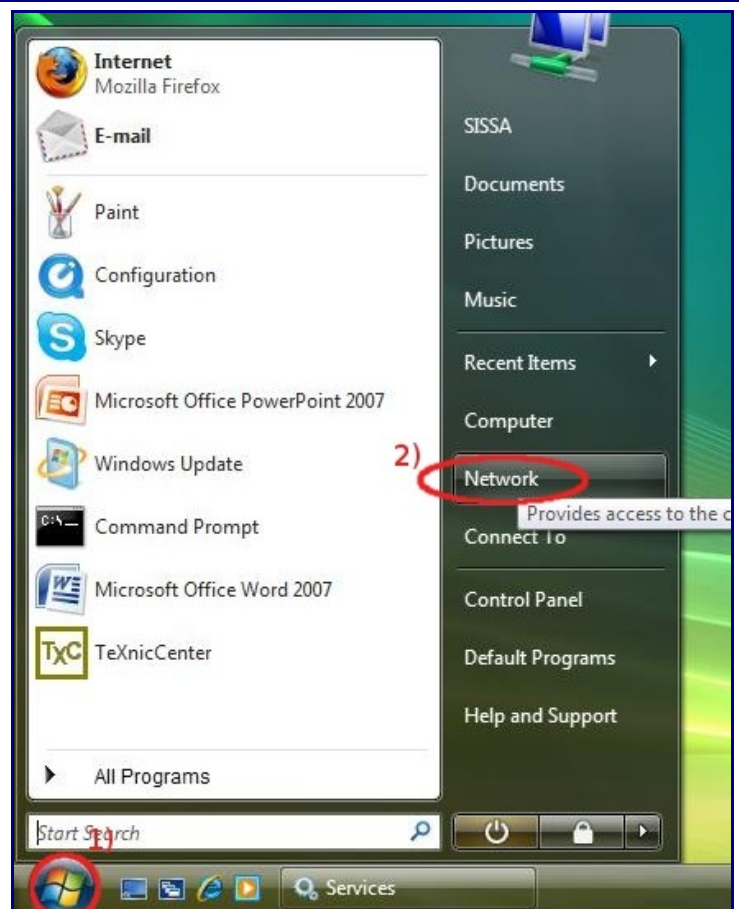 Internet
Mozilla Firefox
E-mail
Paint
Configuration
Skype
Microsoft Office PowerPoint 2007
Windows Update
Command Prompt
Microsoft Office Word 2007
TeXnicCenter
All Programs
Start Search
1)
SISSA
Documents
Pictures
Music
Recent Items
Computer
2)
Network
Provides access to the c
Connect To
Control Panel
Default Programs
Help and Support
Services
S
C:\_
W
TXC